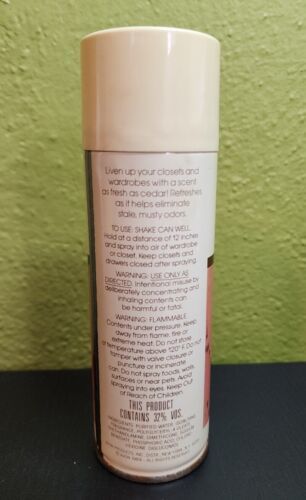 Liven up your closets and
wardrobes with a scent
as fresh as cedar! Refreshes
as it helps eliminate
stale, musty odors.
TO USE: SHAKE CAN WELL.
Hold at a distance of 12 inches
and spray into air of wardrobe
or closet. Keep closets and
drawers closed after spraying.
WARNING: USE ONLY AS
DIRECTED. Intentional misuse by
deliberately concentrating and
inhaling contents can
be harmful or fatal.
WARNING: FLAMMABLE.
Contents under pressure. Keep
away from flame, fire or
extreme heat. Do not store
at temperature above 120° F. Do not
tamper with valve closure or
puncture or incinerate
can. Do not spray foods, walls,
surfaces or near pets. Avoid
spraying into eyes. Keep Out
of Reach of Children.
THIS PRODUCT
CONTAINS 32% VOS.
INGREDIENTS: PURIFIED WATER,